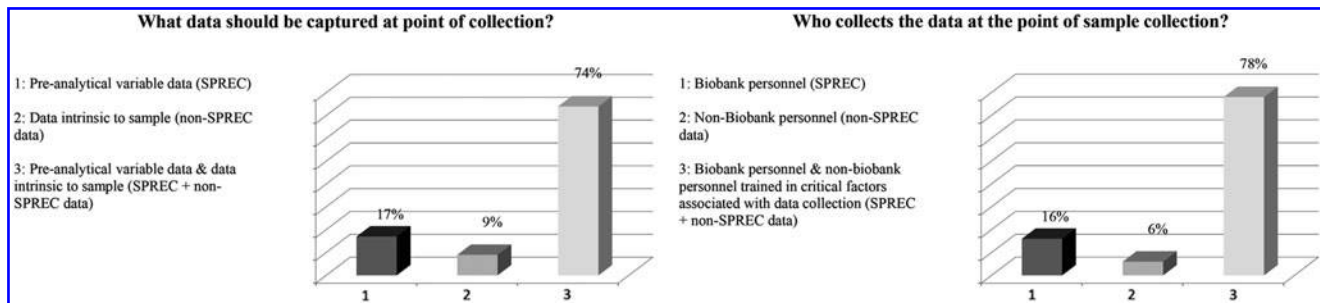 What data should be captured at point of collection?
1: Pre-analytical variable data (SPREC)
2: Data intrinsic to sample (non-SPREC
data)
3: Pre-analytical variable data & data
intrinsic to sample (SPREC + non-
SPREC data)
17%
9%
74%
1
2
3
Who collects the data at the point of sample collection?
1: Biobank personnel (SPREC)
2: Non-Biobank personnel (non-SPREC
data)
3: Biobank personnel & non-biobank
personnel trained in critical factors
associated with data collection (SPREC
+ non-SPREC data)
16%
6%
78%
1
2
3